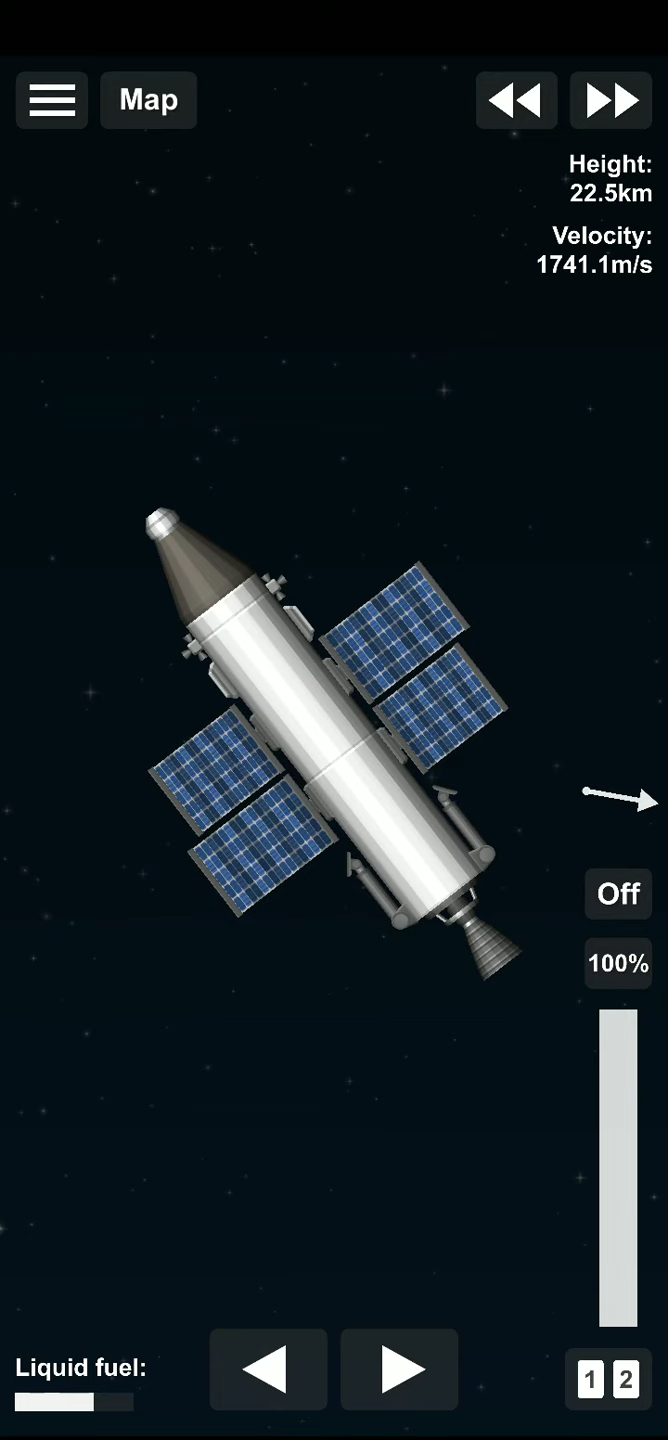 Map
Height:
22.5km
Velocity:
1741.1m/s
Off
100%
Liquid fuel:
1 2